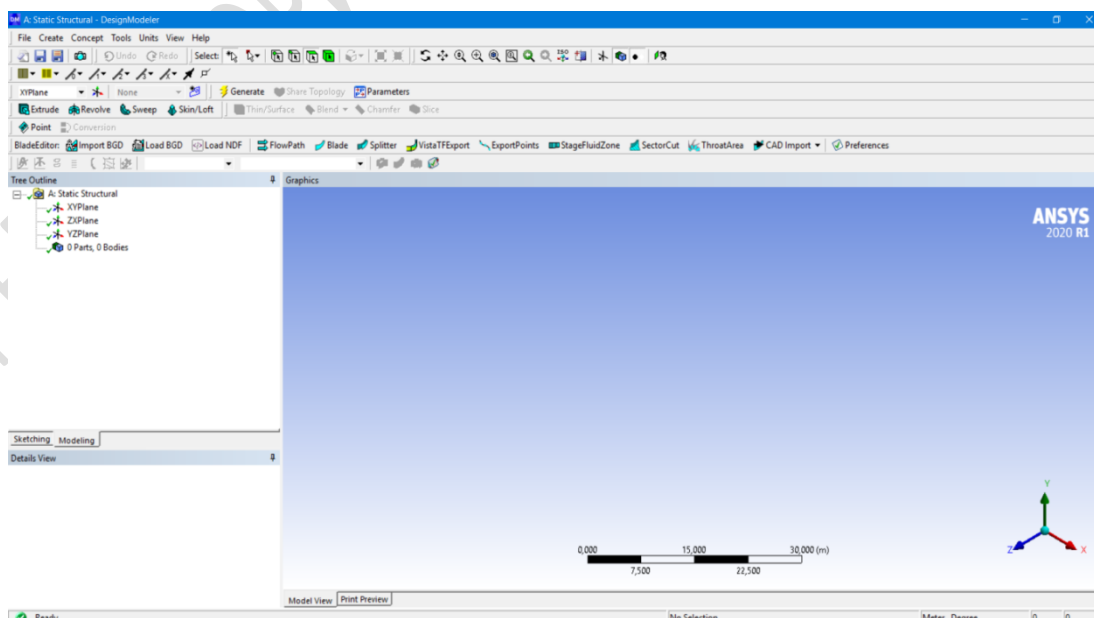 DM A: Static Structural - DesignModeler
File Create Concept Tools Units View Help
Undo Redo Select:
XYPlane None Generate Share Topology Parameters
Extrude Revolve Sweep Skin/Loft Thin/Surface Blend Chamfer Slice
Point Conversion
BladeEditor: Import BGD Load BGD Load NDF FlowPath Blade Splitter VistaTFExport ExportPoints StageFluidZone SectorCut ThroatArea CAD Import Preferences
Tree Outline
A: Static Structural
XYPlane
ZXPlane
YZPlane
0 Parts, 0 Bodies
Sketching Modeling
Details View
Graphics
ANSYS
2020 R1
Y
Z X
0,000 15,000 30,000 (m)
7,500 22,500
Model View Print Preview
Ready No Selection Meter, Degree 0 0